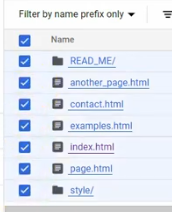 Filter by name prefix only
Name
READ_ME/
another_page.html
contact.html
examples.html
index.html
page.html
style/